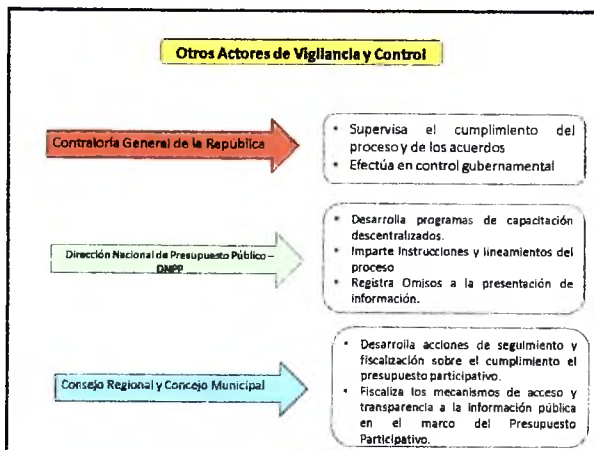 Otros Actores de Vigilancia y Control
Contraloría General de la República
• Supervisa el cumplimiento del
proceso y de los acuerdos
• Efectúa en control gubernamental
Dirección Nacional de Presupuesto Público –
DNPP
• Desarrolla programas de capacitación
descentralizados.
• Imparte Instrucciones y lineamientos del
proceso
• Registra Omisos a la presentación de
información.
Consejo Regional y Concejo Municipal
• Desarrolla acciones de seguimiento y
fiscalización sobre el cumplimiento el
presupuesto participativo.
• Fiscaliza los mecanismos de acceso y
transparencia a la información pública
en el marco del Presupuesto
Participativo.